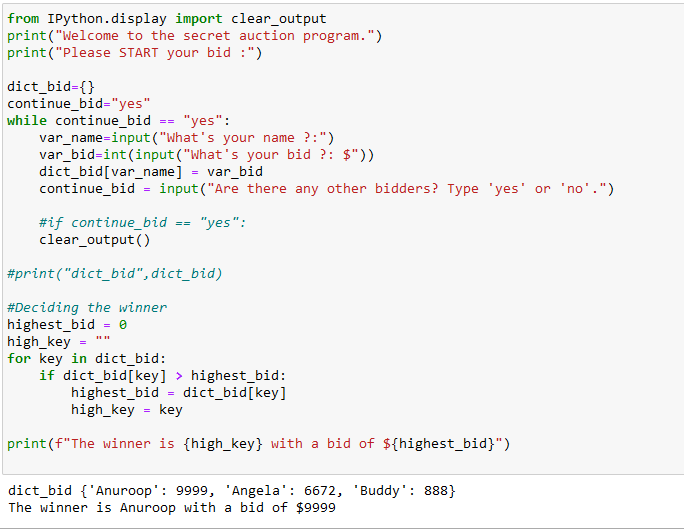 from IPython.display import clear_output
print("Welcome to the secret auction program.")
print("Please START your bid :")

dict_bid={}
continue_bid="yes"
while continue_bid == "yes":
    var_name=input("What's your name ?:")
    var_bid=int(input("What's your bid ?: $"))
    dict_bid[var_name] = var_bid
    continue_bid = input("Are there any other bidders? Type 'yes' or 'no'.")

    #if continue_bid == "yes":
    clear_output()

#print("dict_bid",dict_bid)

#Deciding the winner
highest_bid = 0
high_key = ""
for key in dict_bid:
    if dict_bid[key] > highest_bid:
        highest_bid = dict_bid[key]
        high_key = key

print(f"The winner is {high_key} with a bid of ${highest_bid}")

dict_bid {'Anuroop': 9999, 'Angela': 6672, 'Buddy': 888}
The winner is Anuroop with a bid of $9999